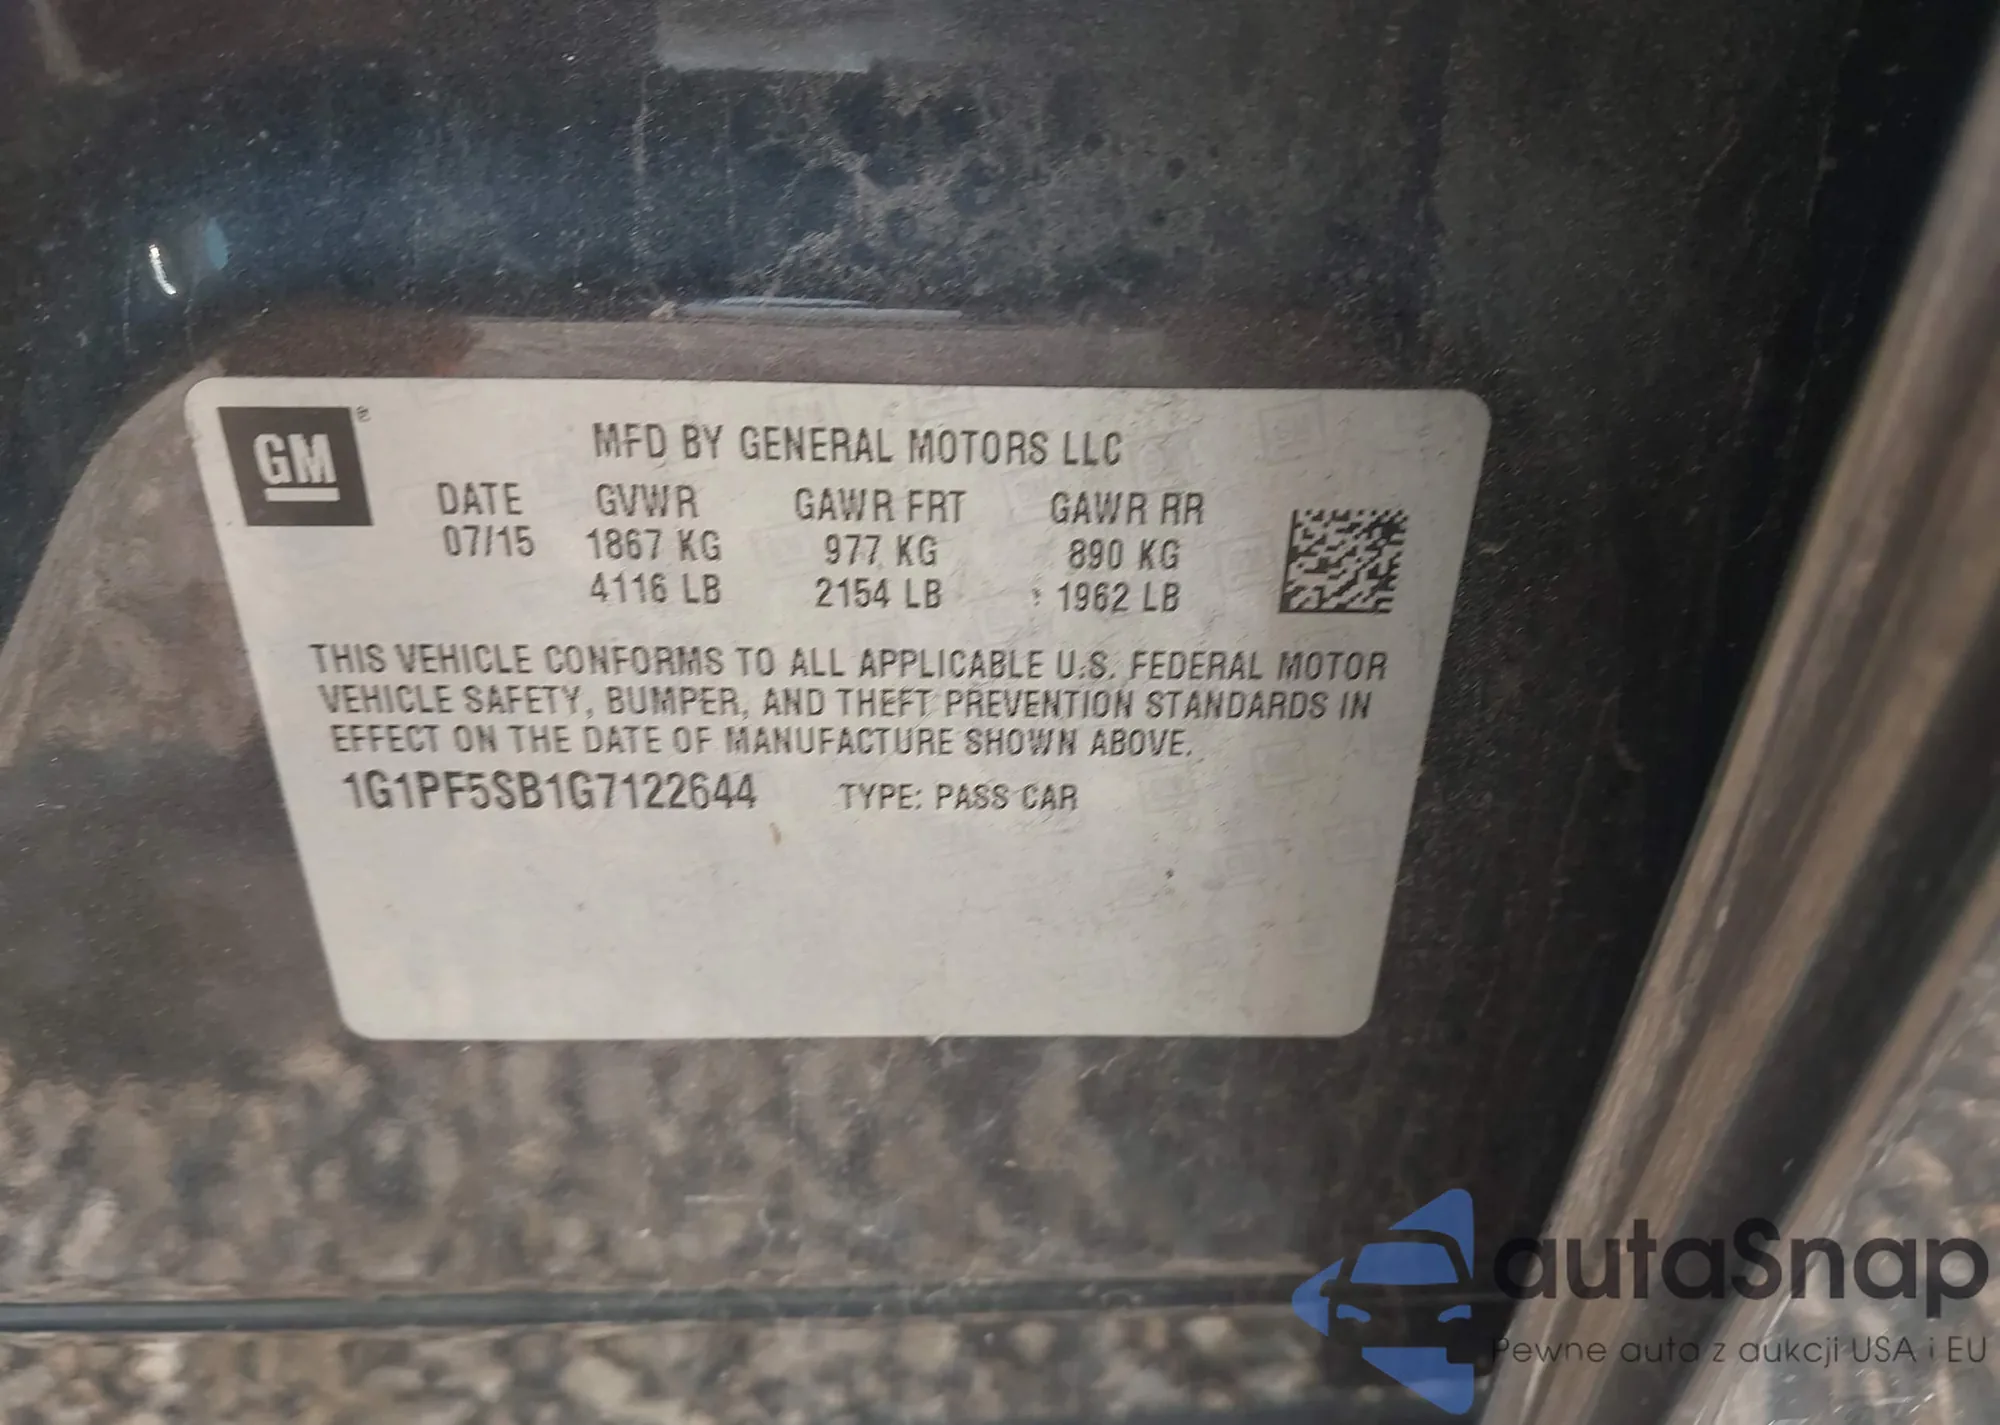 GM ®
MFD BY GENERAL MOTORS LLC
DATE GVWR GAWR FRT GAWR RR
07/15 1867 KG 977 KG 890 KG
4116 LB 2154 LB 1962 LB
THIS VEHICLE CONFORMS TO ALL APPLICABLE U.S. FEDERAL MOTOR
VEHICLE SAFETY, BUMPER, AND THEFT PREVENTION STANDARDS IN
EFFECT ON THE DATE OF MANUFACTURE SHOWN ABOVE.
1G1PF5SB1G7122644 TYPE: PASS CAR
autaSnap
Pewne auta z aukcji USA i EU